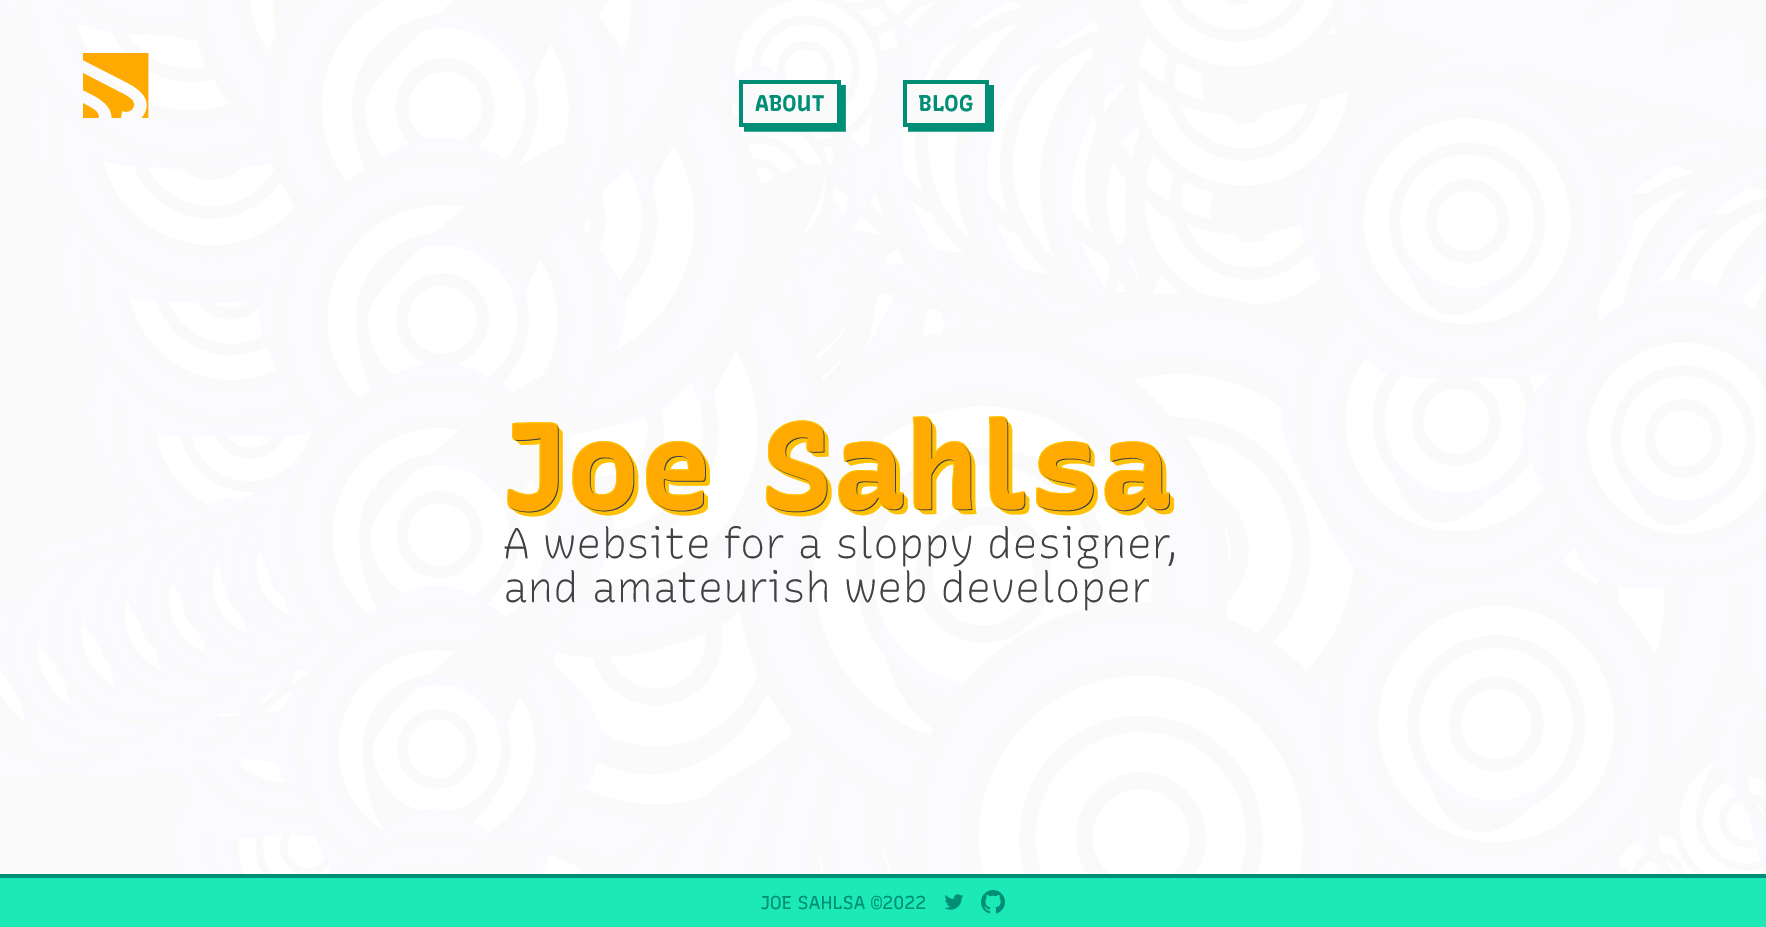 ABOUT
BLOG
Joe Sahlsa
A website for a sloppy designer,
and amateurish web developer
JOE SAHLSA ©2022